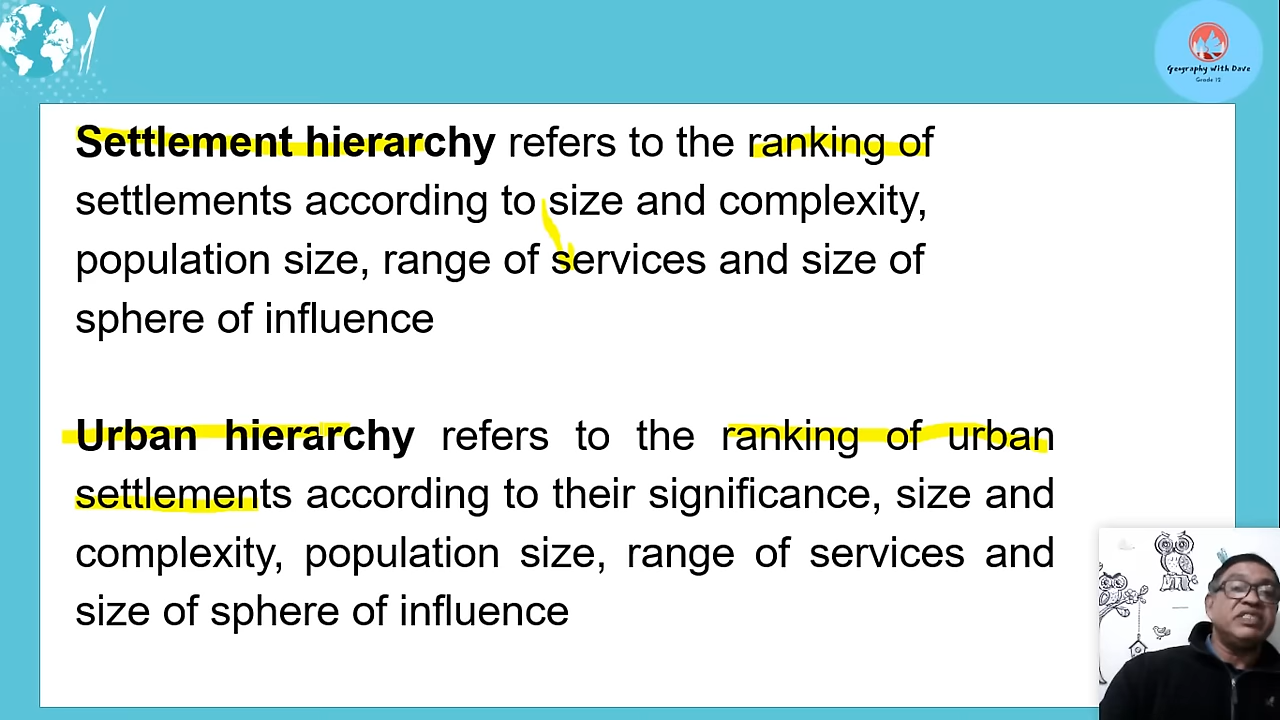 Geography With Dave
Grade 12
Settlement hierarchy refers to the ranking of
settlements according to size and complexity,
population size, range of services and size of
sphere of influence
Urban hierarchy refers to the ranking of urban
settlements according to their significance, size and
complexity, population size, range of services and
size of sphere of influence